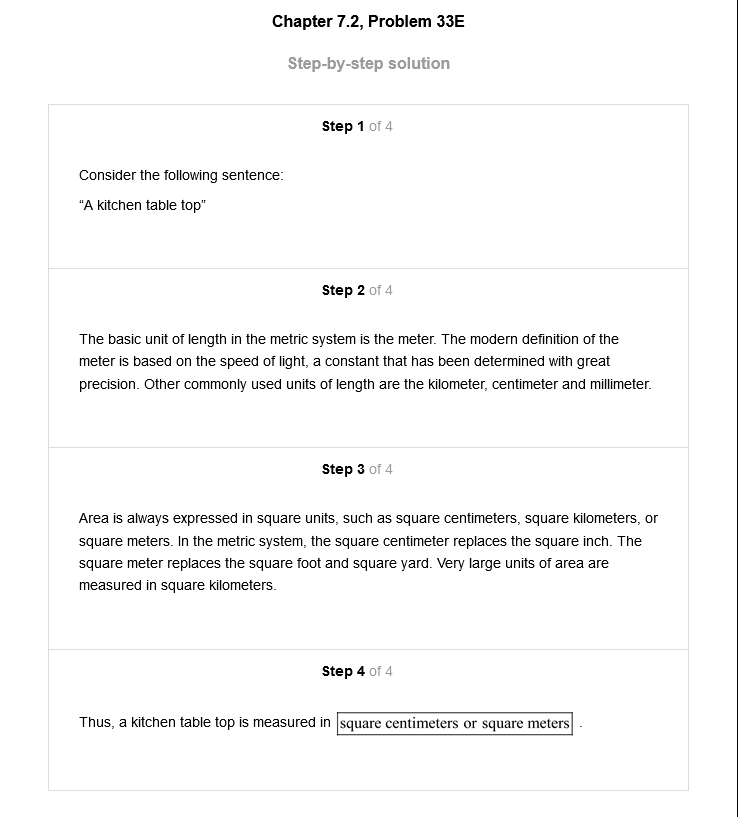 Chapter 7.2, Problem 33E
Step-by-step solution
Step 1 of 4
Consider the following sentence:
“A kitchen table top”
Step 2 of 4
The basic unit of length in the metric system is the meter. The modern definition of the
meter is based on the speed of light, a constant that has been determined with great
precision. Other commonly used units of length are the kilometer, centimeter and millimeter.
Step 3 of 4
Area is always expressed in square units, such as square centimeters, square kilometers, or
square meters. In the metric system, the square centimeter replaces the square inch. The
square meter replaces the square foot and square yard. Very large units of area are
measured in square kilometers.
Step 4 of 4
Thus, a kitchen table top is measured in square centimeters or square meters .